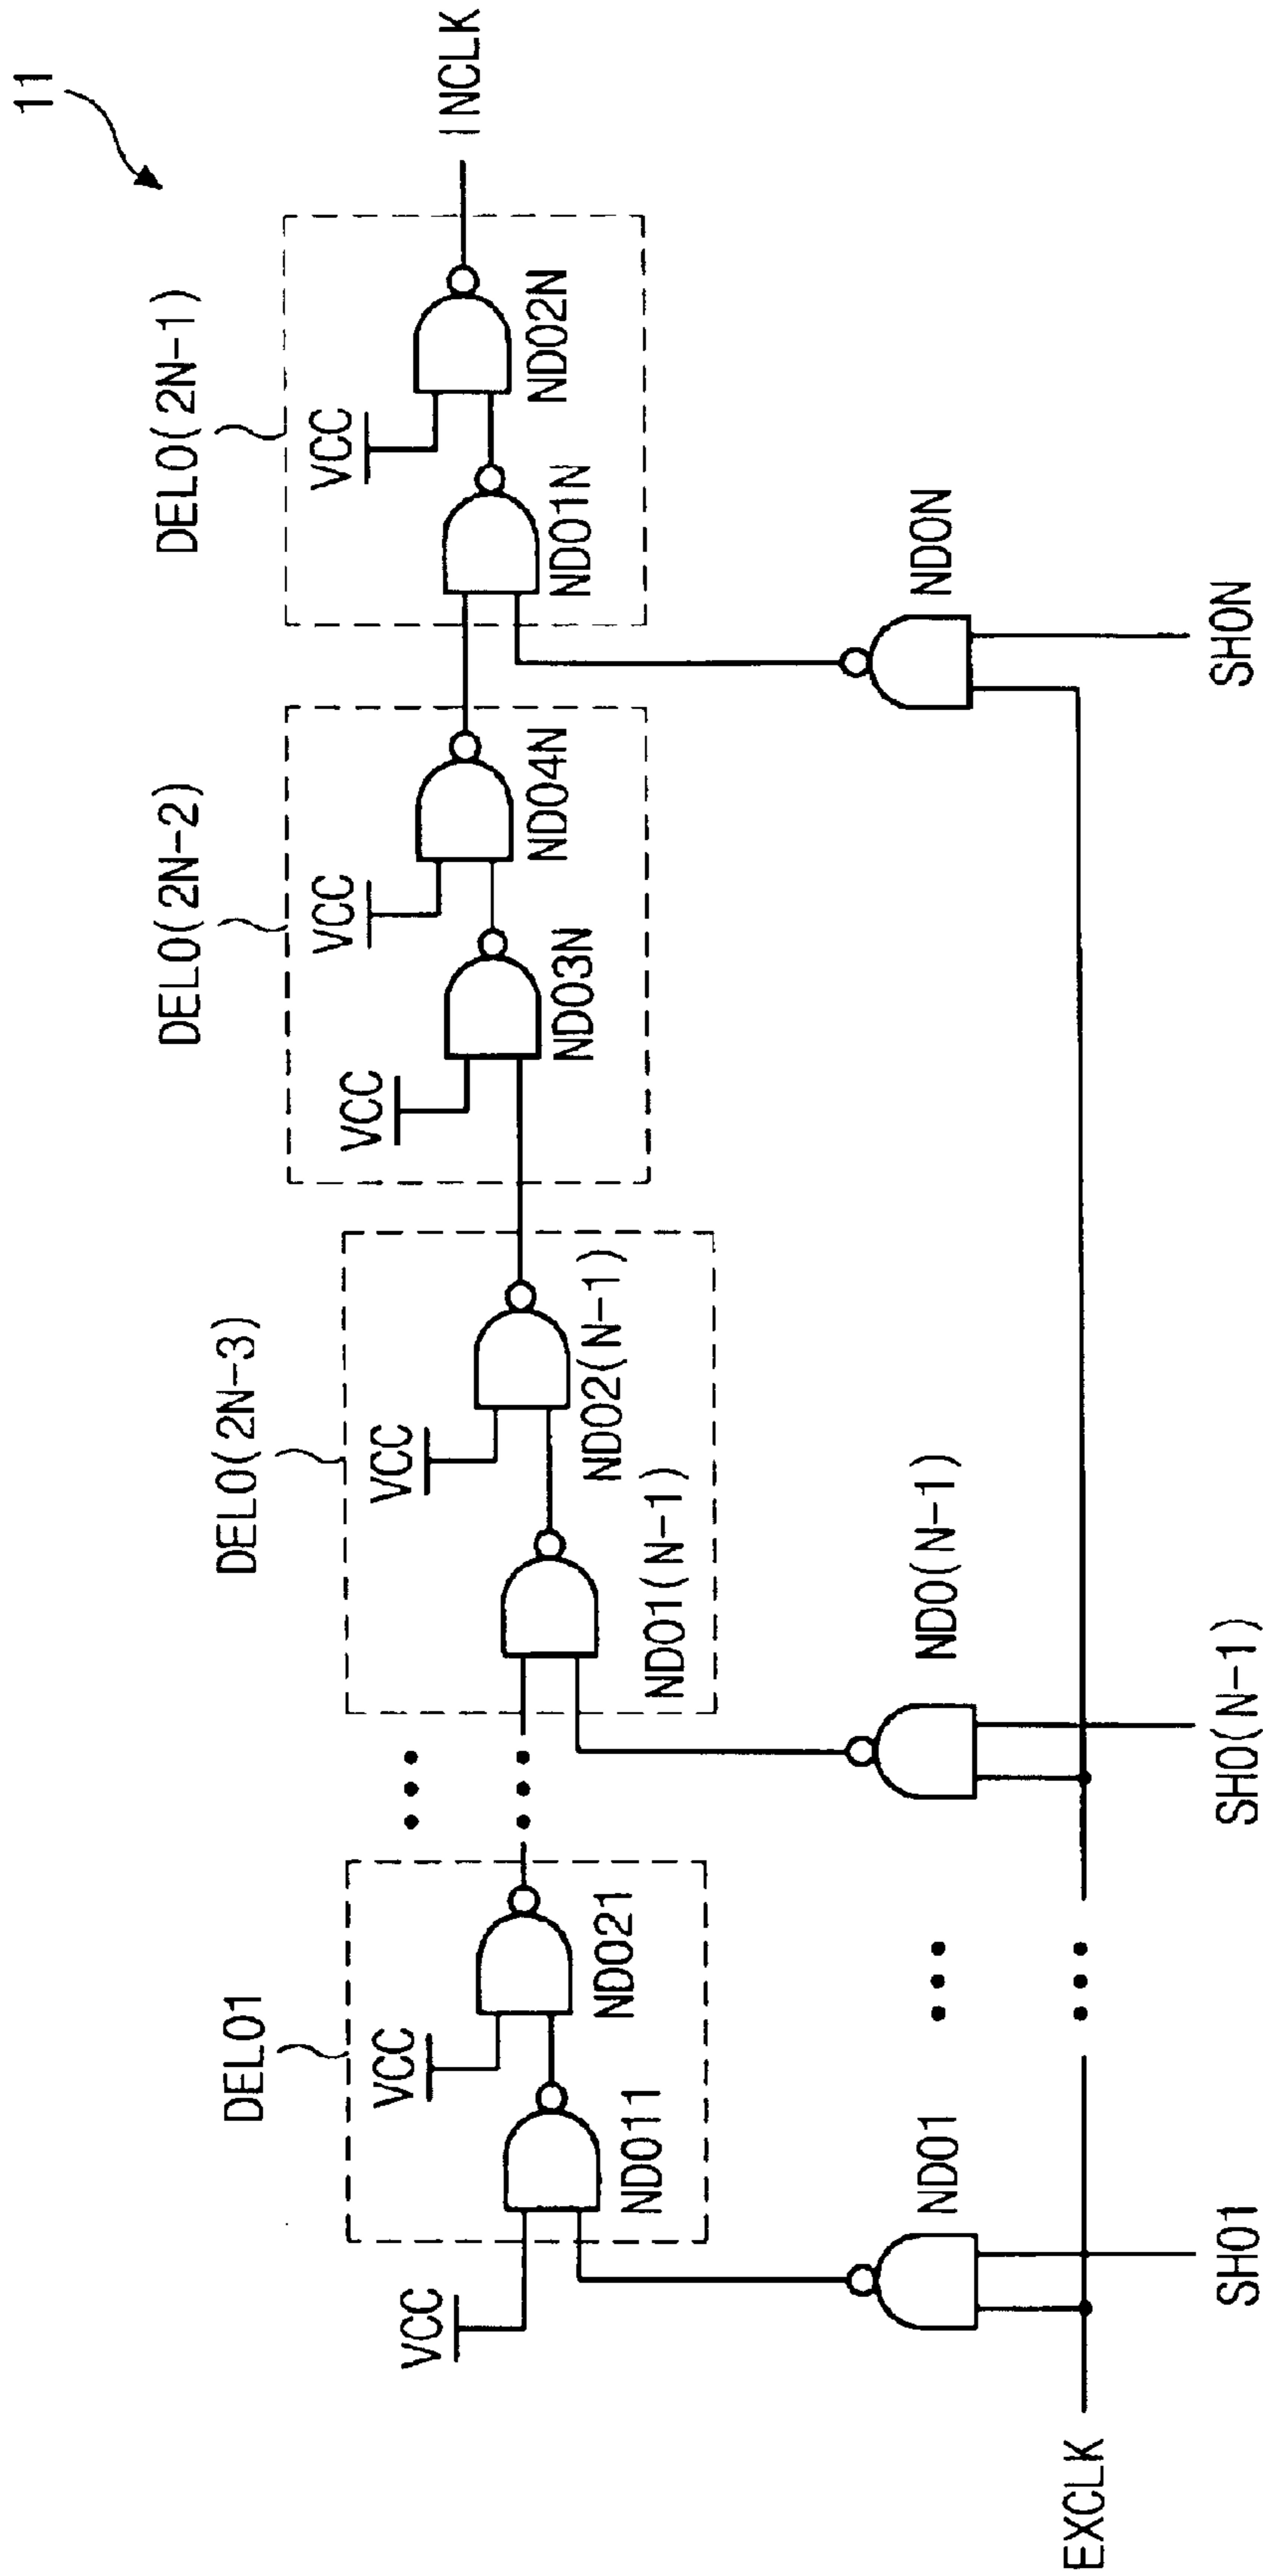 11
DEL0(2N-1)
DEL0(2N-2)
DEL0(2N-3)
DEL01
VCC
VCC
VCC
VCC
VCC
VCC
INCLK
ND011
ND021
ND01(N-1)
ND02(N-1)
ND03N
ND04N
ND01N
ND02N
ND01
ND0(N-1)
ND0N
EXCLK
SH01
SH0(N-1)
SH0N